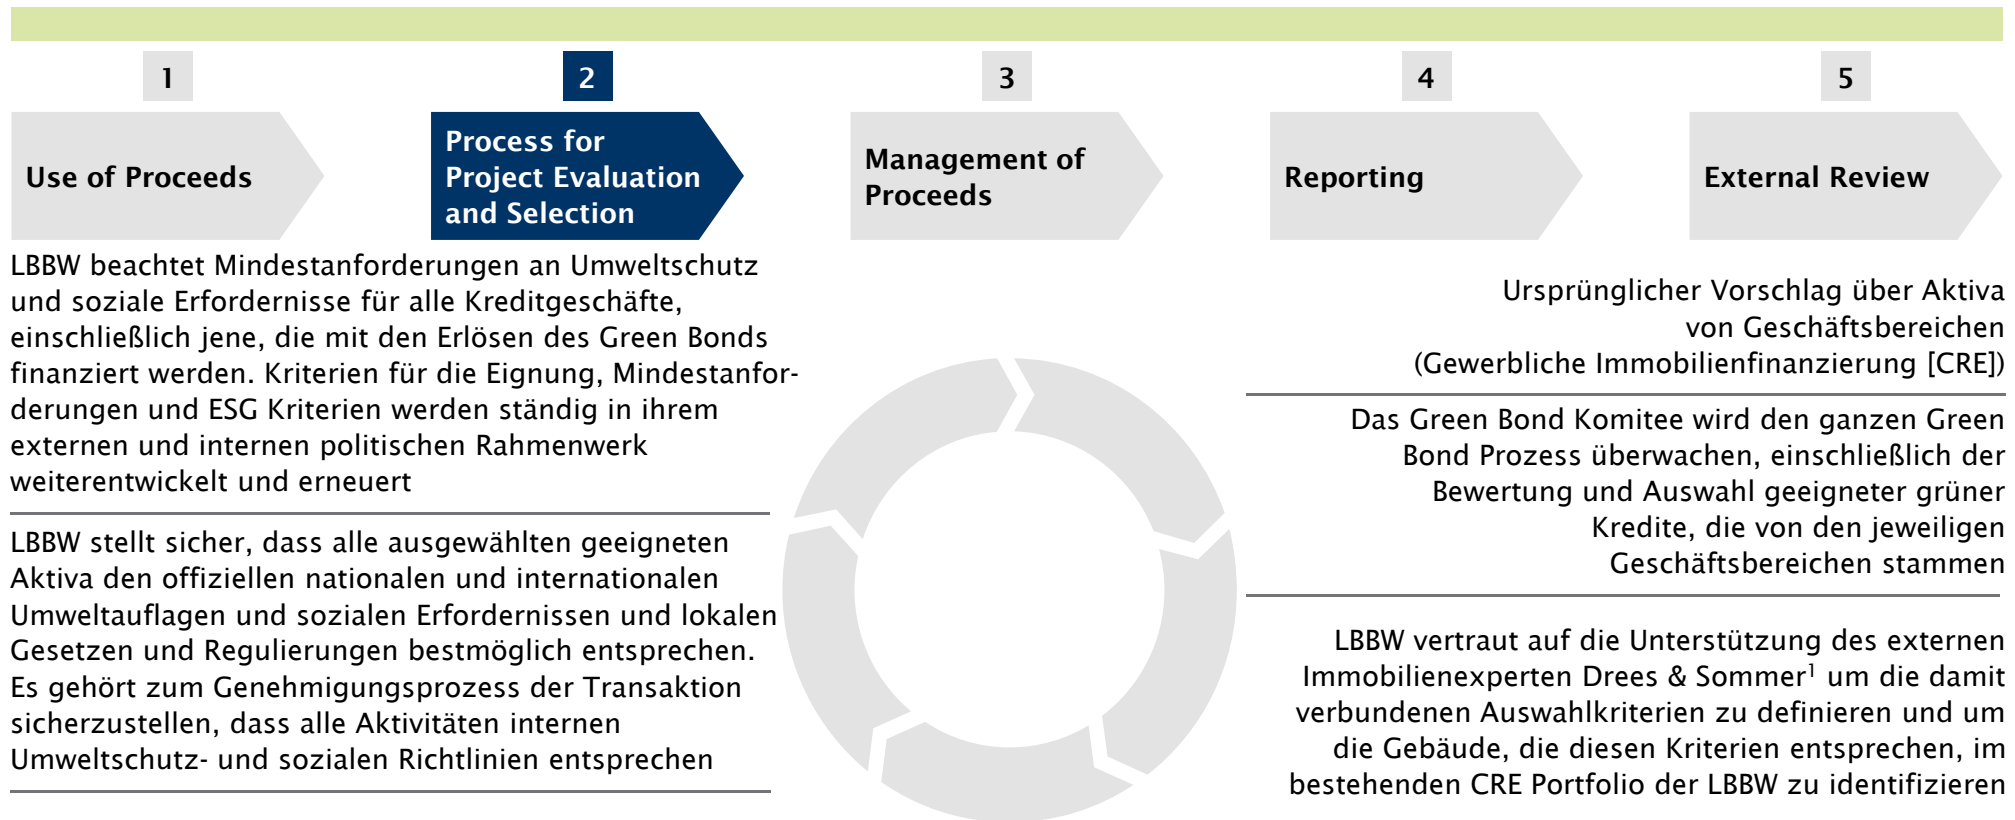 1
2
3
4
5
Use of Proceeds
Process for
Project Evaluation
and Selection
Management of
Proceeds
Reporting
External Review
LBBW beachtet Mindestanforderungen an Umweltschutz
und soziale Erfordernisse für alle Kreditgeschäfte,
einschließlich jene, die mit den Erlösen des Green Bonds
finanziert werden. Kriterien für die Eignung, Mindestanfor-
derungen und ESG Kriterien werden ständig in ihrem
externen und internen politischen Rahmenwerk
weiterentwickelt und erneuert
LBBW stellt sicher, dass alle ausgewählten geeigneten
Aktiva den offiziellen nationalen und internationalen
Umweltauflagen und sozialen Erfordernissen und lokalen
Gesetzen und Regulierungen bestmöglich entsprechen.
Es gehört zum Genehmigungsprozess der Transaktion
sicherzustellen, dass alle Aktivitäten internen
Umweltschutz- und sozialen Richtlinien entsprechen
Ursprünglicher Vorschlag über Aktiva
von Geschäftsbereichen
(Gewerbliche Immobilienfinanzierung [CRE])
Das Green Bond Komitee wird den ganzen Green
Bond Prozess überwachen, einschließlich der
Bewertung und Auswahl geeigneter grüner
Kredite, die von den jeweiligen
Geschäftsbereichen stammen
LBBW vertraut auf die Unterstützung des externen
Immobilienexperten Drees & Sommer¹ um die damit
verbundenen Auswahlkriterien zu definieren und um
die Gebäude, die diesen Kriterien entsprechen, im
bestehenden CRE Portfolio der LBBW zu identifizieren